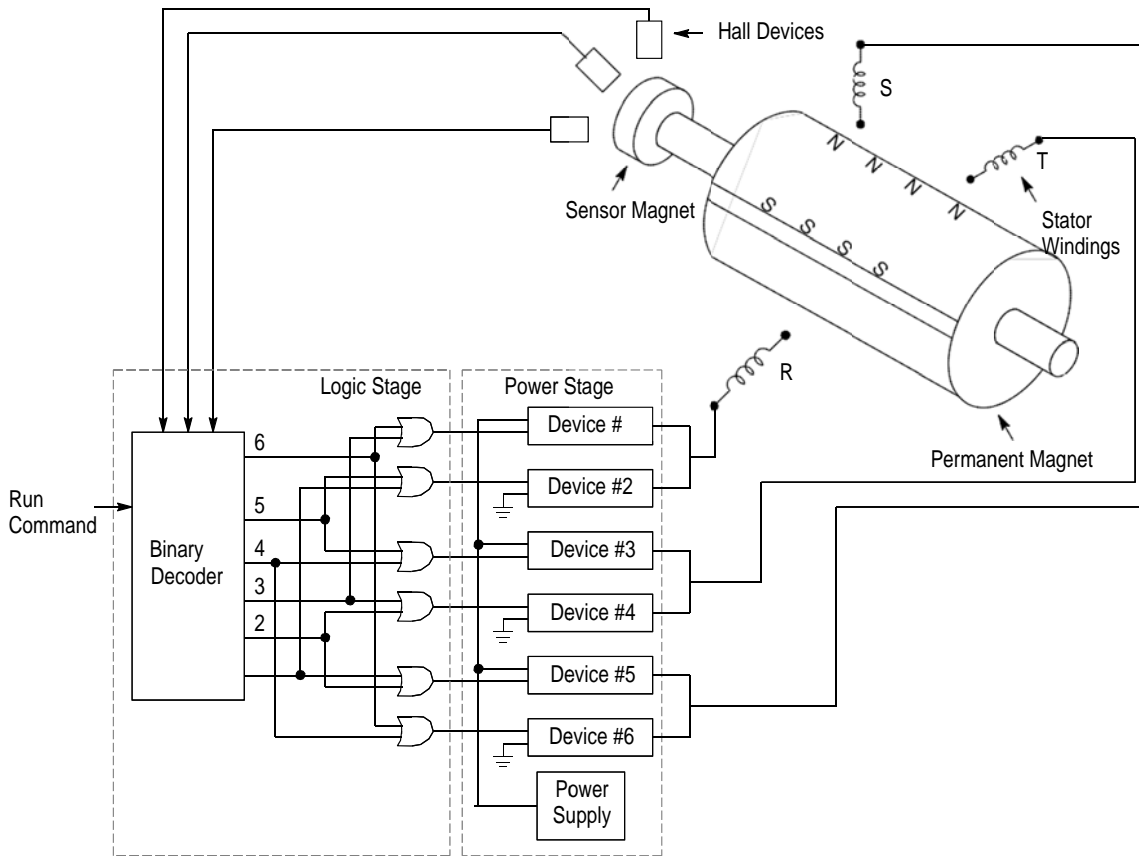 Hall Devices
S
T
N N N N
Sensor Magnet
S S S S
Stator
Windings
R
Logic Stage
Power Stage
Device #
Permanent Magnet
6
Device #2
Run
Command
5
Device #3
Binary
Decoder
4
3
Device #4
2
Device #5
Device #6
Power
Supply